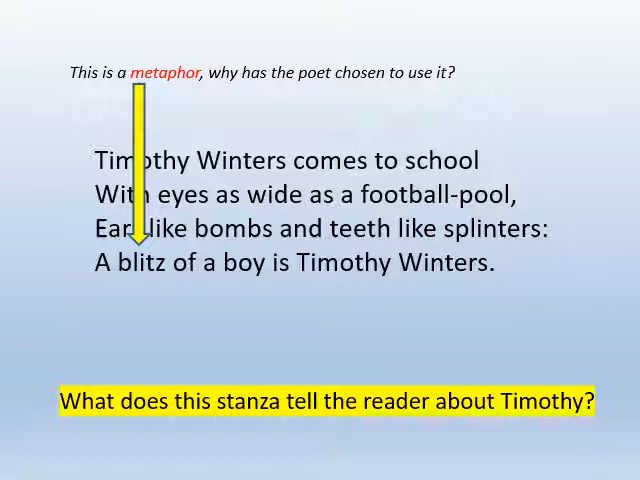 This is a metaphor, why has the poet chosen to use it?
Timothy Winters comes to school
With eyes as wide as a football-pool,
Ears like bombs and teeth like splinters:
A blitz of a boy is Timothy Winters.
What does this stanza tell the reader about Timothy?